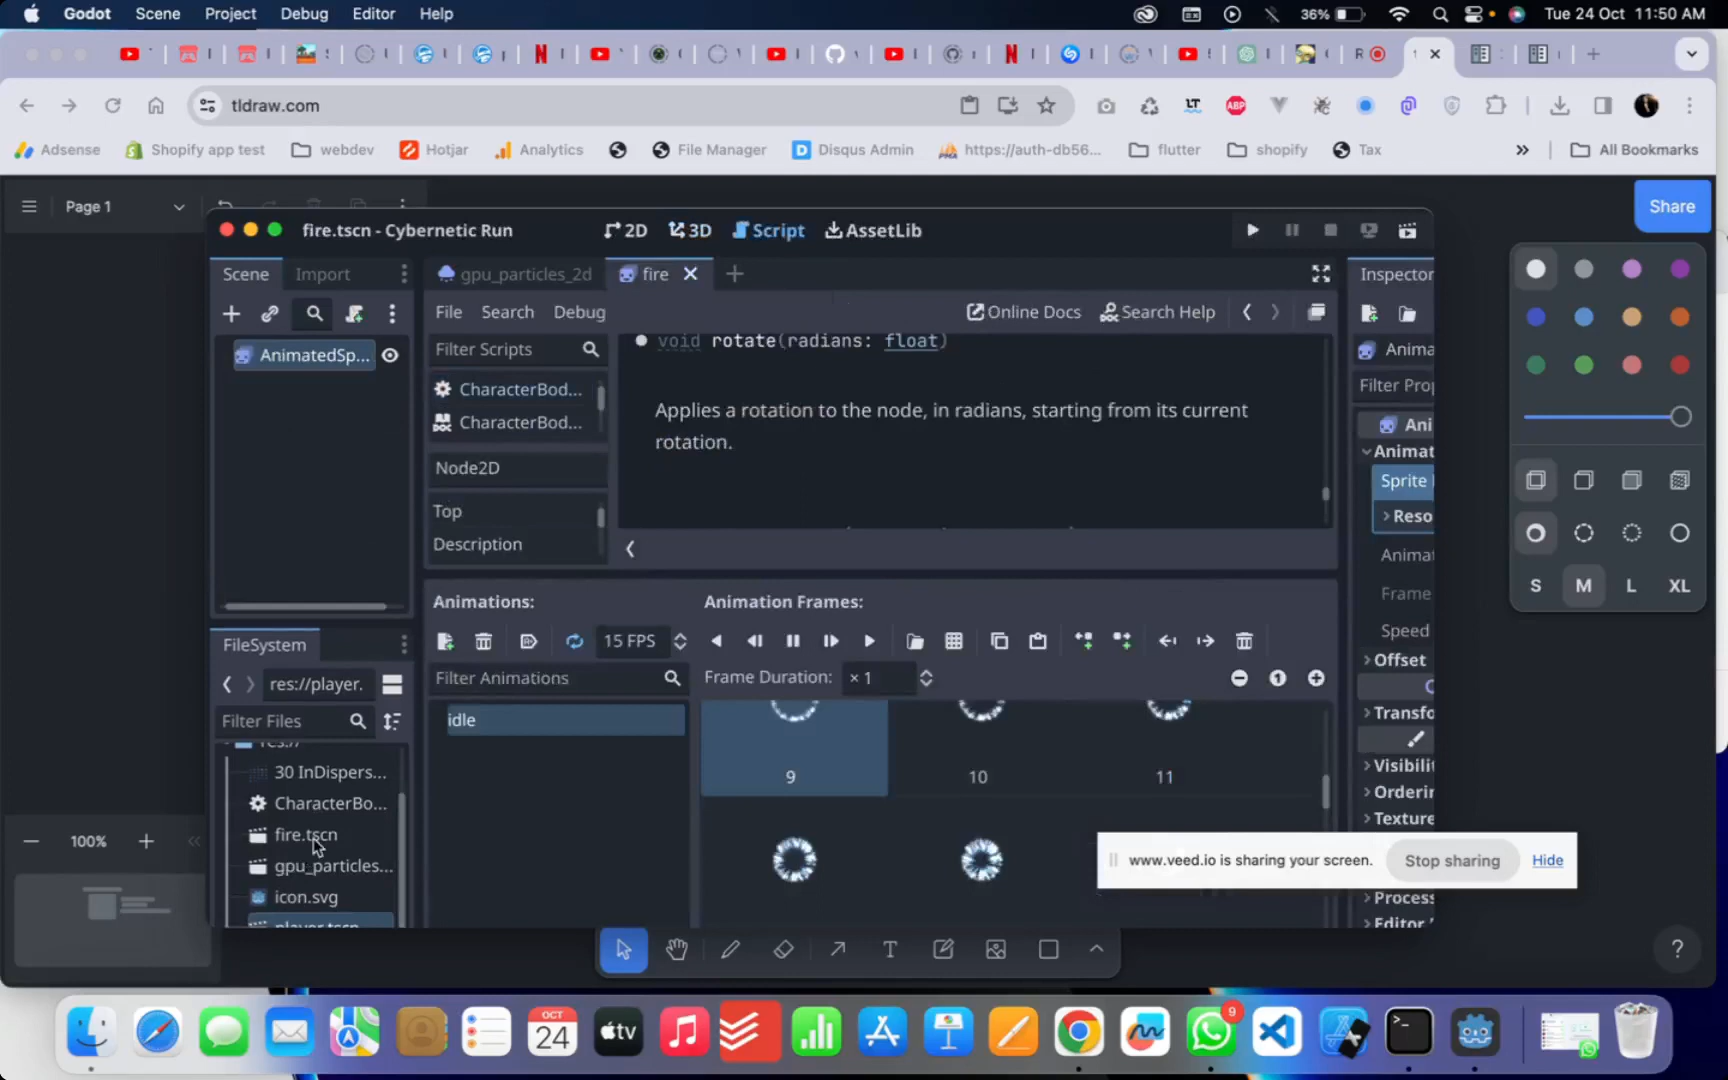 Godot Scene Project Debug Editor Help 36% Tue 24 Oct 11:50 AM
tldraw.com
Adsense Shopify app test webdev Hotjar Analytics File Manager Disqus Admin https://auth-db56... flutter shopify Tax All Bookmarks
Page 1
Share
fire.tscn - Cybernetic Run 2D 3D Script AssetLib
Scene Import gpu_particles_2d fire Inspector
File Search Debug Online Docs Search Help
Filter Scripts
void rotate(radians: float)
AnimatedSp... CharacterBod...
Anima
Filter Pro
CharacterBod...
Applies a rotation to the node, in radians, starting from its current
rotation.
Node2D
Top
Description
Ani
Animat
Sprite
Reso
Animat
Frame
Speed
S M L XL
Animations: Animation Frames:
FileSystem 15 FPS
Offset
res://player. Filter Animations Frame Duration: × 1
Transfo
Filter Files idle
res://
Visibilit
30 InDispers... 9 10 11
Orderin
CharacterBo...
Texture
fire.tscn
100%
gpu_particles...
www.veed.io is sharing your screen. Stop sharing Hide
icon.svg
Process
player.tscn
Editor
T
?
OCT
24
tv
9